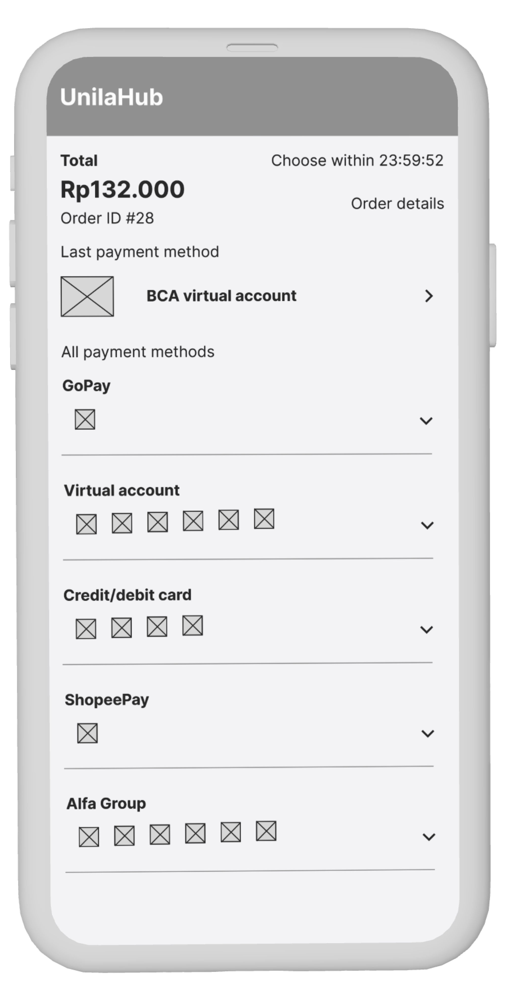 UnilaHub
Total
Choose within 23:59:52
Rp132.000
Order details
Order ID #28
Last payment method
BCA virtual account
All payment methods
GoPay
Virtual account
Credit/debit card
ShopeePay
Alfa Group